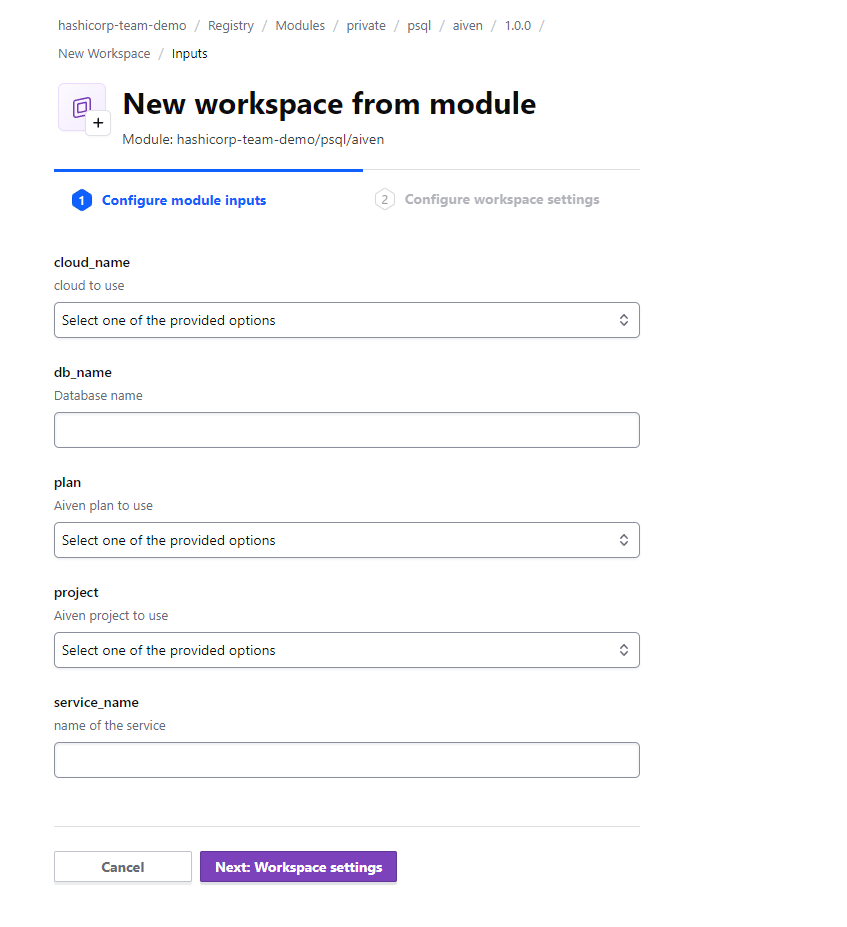 hashicorp-team-demo / Registry / Modules / private / psql / aiven / 1.0.0 /
New Workspace / Inputs
New workspace from module
Module: hashicorp-team-demo/psql/aiven
1 Configure module inputs
2 Configure workspace settings
cloud_name
cloud to use
Select one of the provided options
db_name
Database name
plan
Aiven plan to use
Select one of the provided options
project
Aiven project to use
Select one of the provided options
service_name
name of the service
Cancel
Next: Workspace settings